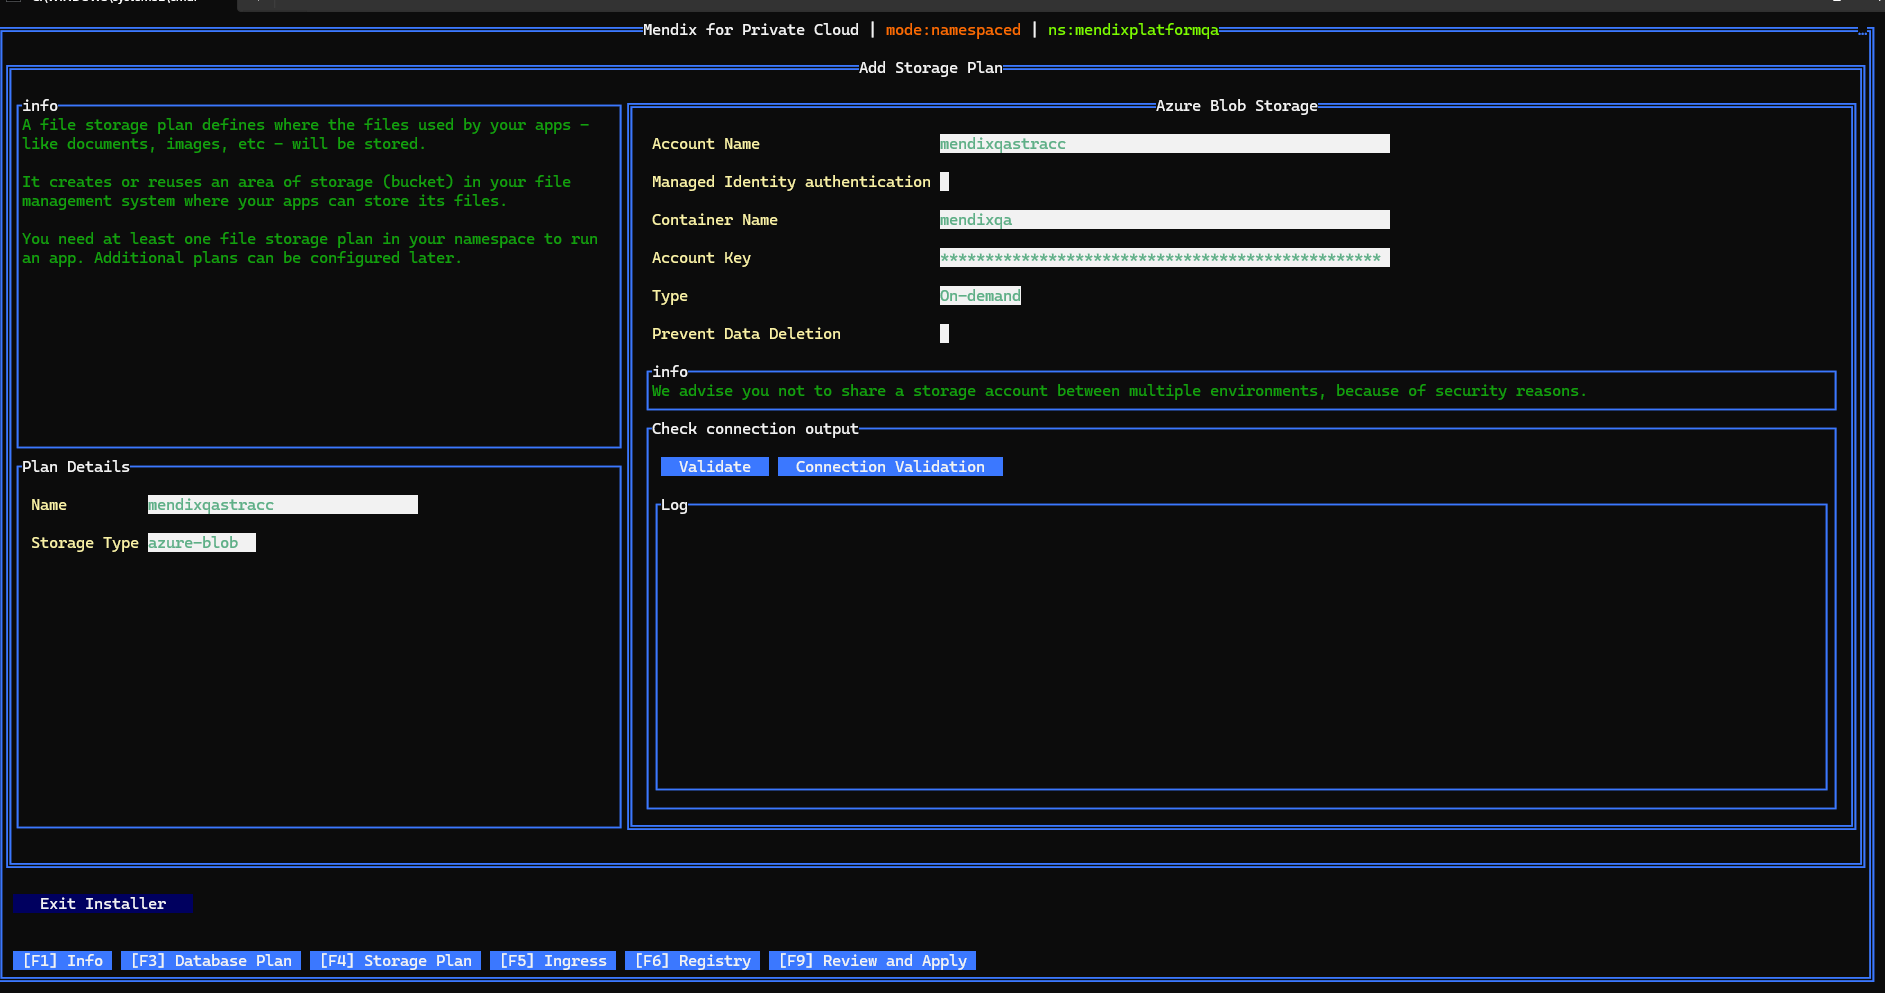 Mendix for Private Cloud | mode:namespaced | ns:mendixplatformqa
Add Storage Plan
info
A file storage plan defines where the files used by your apps -
like documents, images, etc - will be stored.
It creates or reuses an area of storage (bucket) in your file
management system where your apps can store its files.
You need at least one file storage plan in your namespace to run
an app. Additional plans can be configured later.
Plan Details
Name mendixqastracc
Storage Type azure-blob
Azure Blob Storage
Account Name mendixqastracc
Managed Identity authentication
Container Name mendixqa
Account Key *************************************************
Type On-demand
Prevent Data Deletion
info
We advise you not to share a storage account between multiple environments, because of security reasons.
Check connection output
Validate Connection Validation
Log
Exit Installer
[F1] Info [F3] Database Plan [F4] Storage Plan [F5] Ingress [F6] Registry [F9] Review and Apply